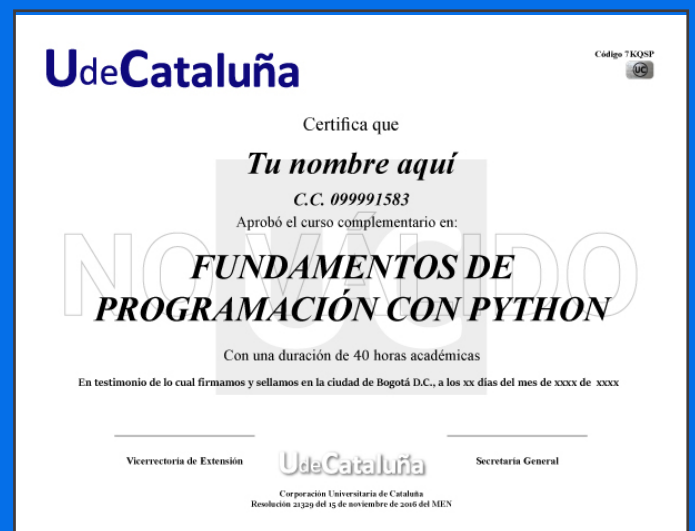 UdeCataluña
Código 7KQSP
UC
Certifica que
Tu nombre aquí
C.C. 099991583
Aprobó el curso complementario en:
NO VÁLIDO
UC
FUNDAMENTOS DE
PROGRAMACIÓN CON PYTHON
Con una duración de 40 horas académicas
En testimonio de lo cual firmamos y sellamos en la ciudad de Bogotá D.C., a los xx días del mes de xxxx de xxxx
Vicerrectoría de Extensión
UdeCataluña
Secretaría General
Corporación Universitaria de Cataluña
Resolución 21329 del 15 de noviembre de 2016 del MEN